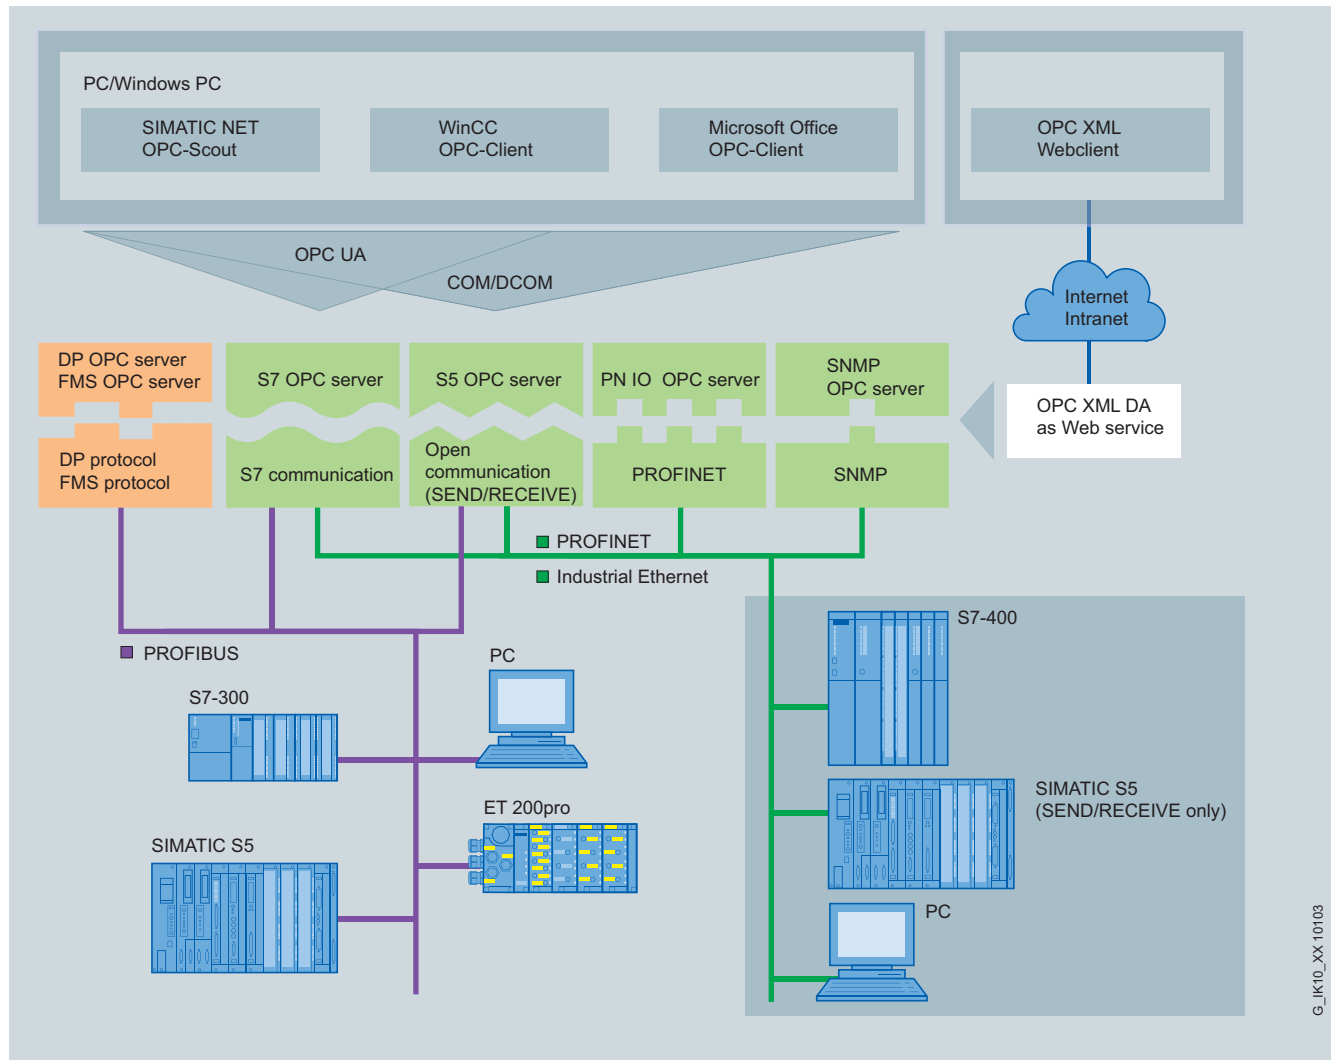 PC/Windows PC
SIMATIC NET
OPC-Scout
WinCC
OPC-Client
Microsoft Office
OPC-Client
OPC XML
Webclient
OPC UA
COM/DCOM
Internet
Intranet
DP OPC server
FMS OPC server
S7 OPC server
S5 OPC server
PN IO OPC server
SNMP
OPC server
OPC XML DA
as Web service
DP protocol
FMS protocol
S7 communication
Open
communication
(SEND/RECEIVE)
PROFINET
SNMP
PROFINET
Industrial Ethernet
PROFIBUS
S7-300
PC
ET 200pro
SIMATIC S5
S7-400
SIMATIC S5
(SEND/RECEIVE only)
PC
G_IK10_XX 10103